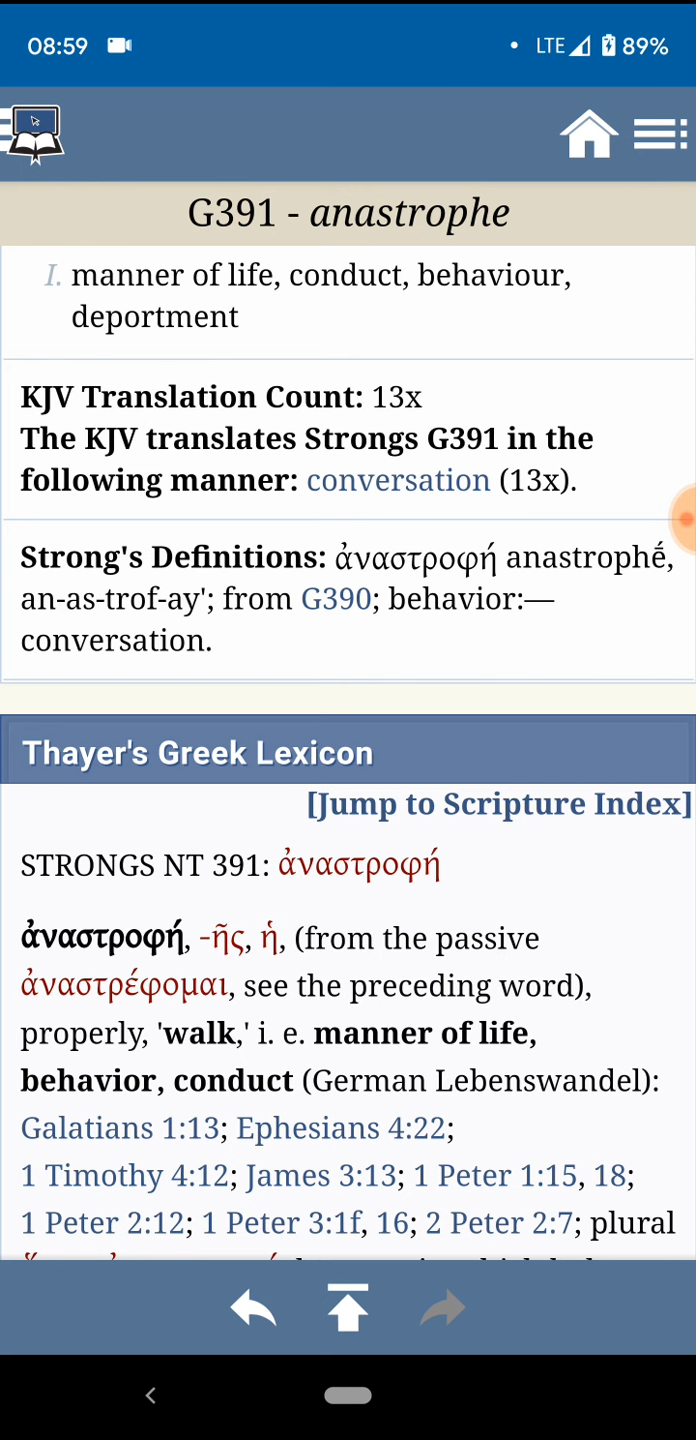 08:59
LTE 89%
G391 - anastrophe
I. manner of life, conduct, behaviour,
deportment
KJV Translation Count: 13x
The KJV translates Strongs G391 in the
following manner: conversation (13x).
Strong's Definitions: ἀναστροφή anastrophḗ,
an-as-trof-ay'; from G390; behavior:—
conversation.
Thayer's Greek Lexicon
[Jump to Scripture Index]
STRONGS NT 391: ἀναστροφή
ἀναστροφή, -ῆς, ἡ, (from the passive
ἀναστρέφομαι, see the preceding word),
properly, 'walk,' i. e. manner of life,
behavior, conduct (German Lebenswandel):
Galatians 1:13; Ephesians 4:22;
1 Timothy 4:12; James 3:13; 1 Peter 1:15, 18;
1 Peter 2:12; 1 Peter 3:1f, 16; 2 Peter 2:7; plural